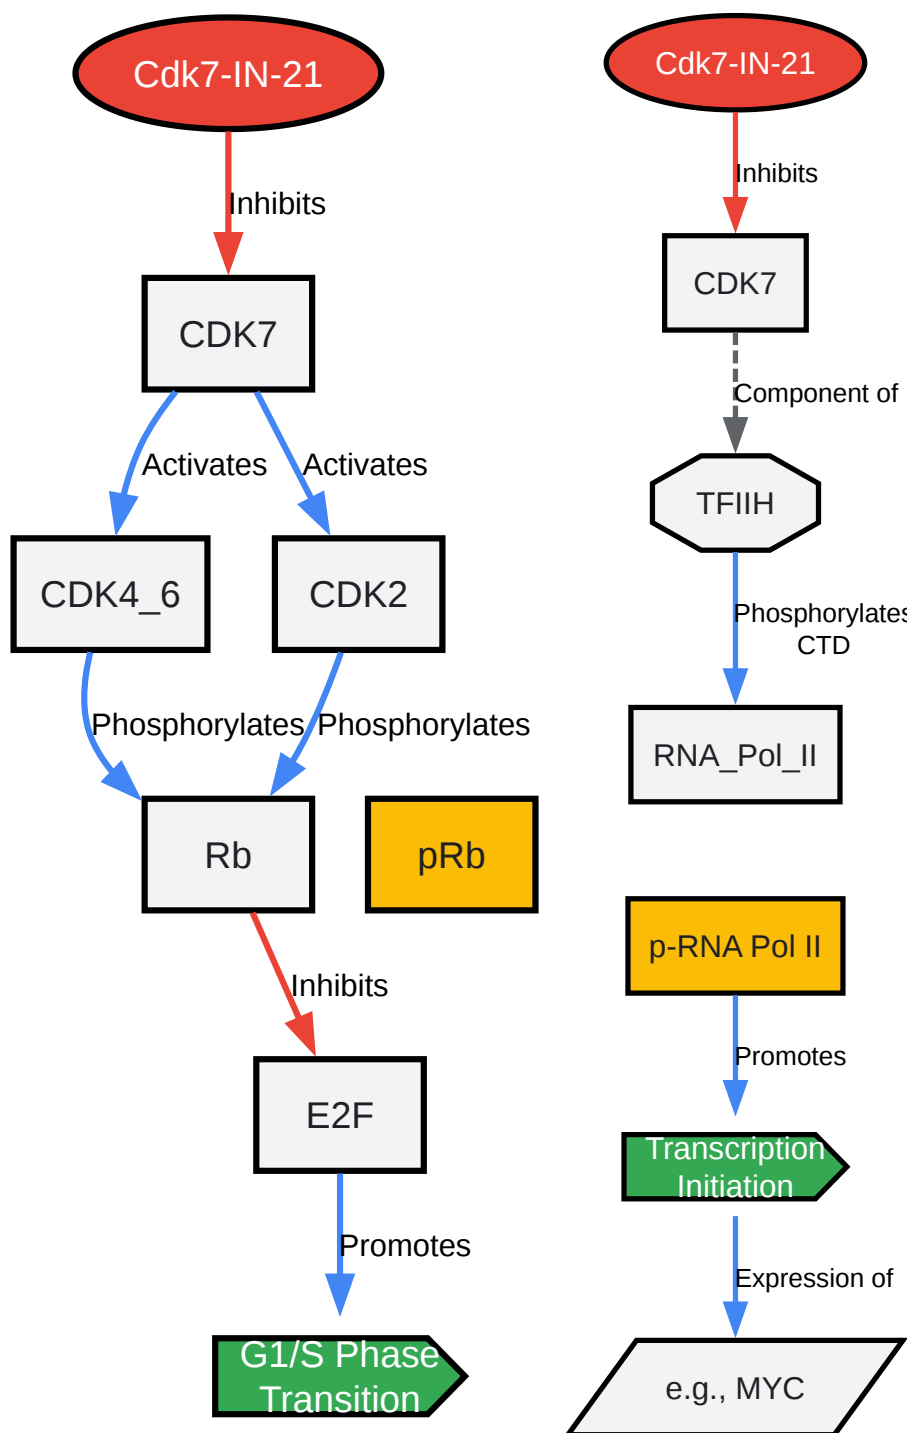 Cdk7-IN-21
Inhibits
CDK7
Activates
Activates
CDK4_6
CDK2
Phosphorylates
Phosphorylates
Rb
pRb
Inhibits
E2F
Promotes
G1/S Phase
Transition
Cdk7-IN-21
Inhibits
CDK7
Component of
TFIIH
Phosphorylates
CTD
RNA_Pol_II
p-RNA Pol II
Promotes
Transcription
Initiation
Expression of
e.g., MYC